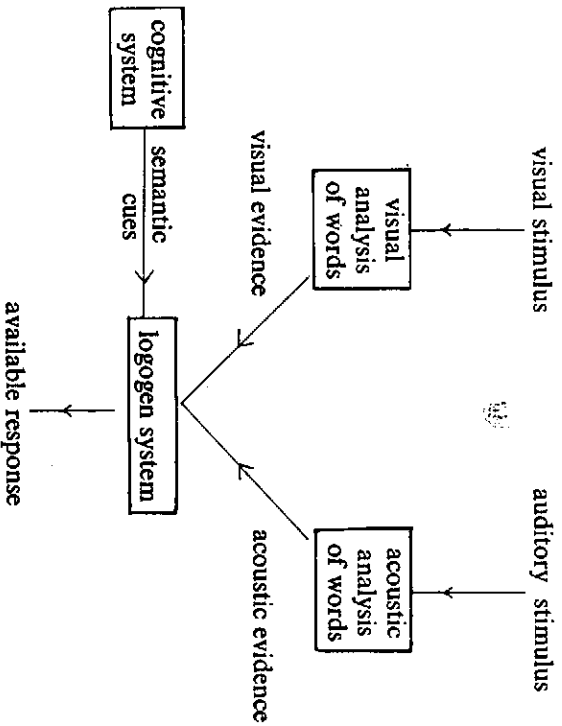 visual stimulus
auditory stimulus
visual
analysis
of words
acoustic
analysis
of words
visual evidence
acoustic evidence
cognitive
system
semantic
cues
logogen system
available response